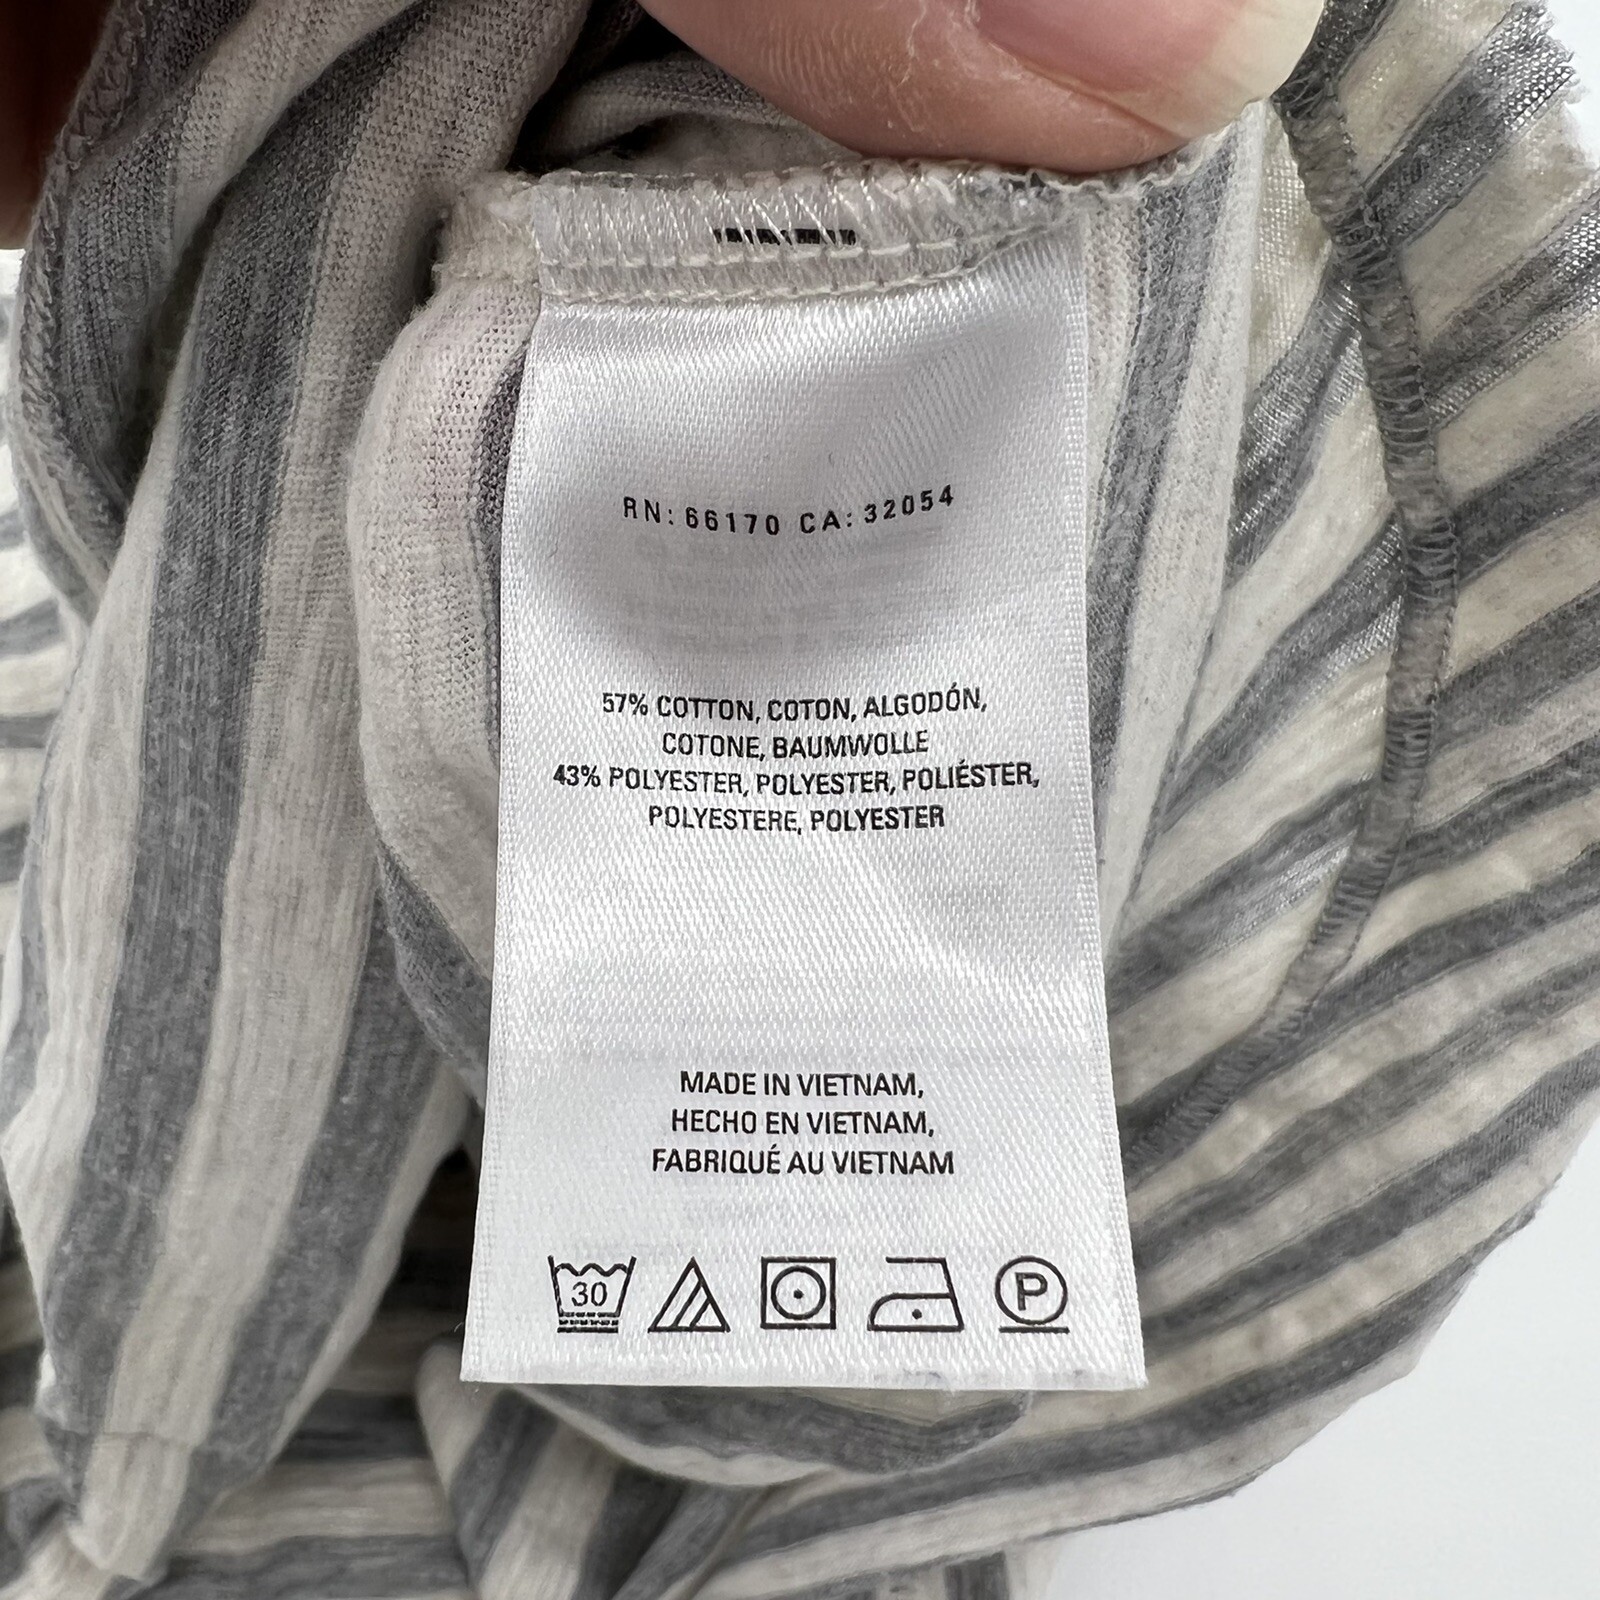 RN: 66170 CA: 32054
57% COTTON, COTON, ALGODÓN,
COTONE, BAUMWOLLE
43% POLYESTER, POLYESTER, POLIÉSTER,
POLYESTERE, POLYESTER
MADE IN VIETNAM,
HECHO EN VIETNAM,
FABRIQUÉ AU VIETNAM
30 P